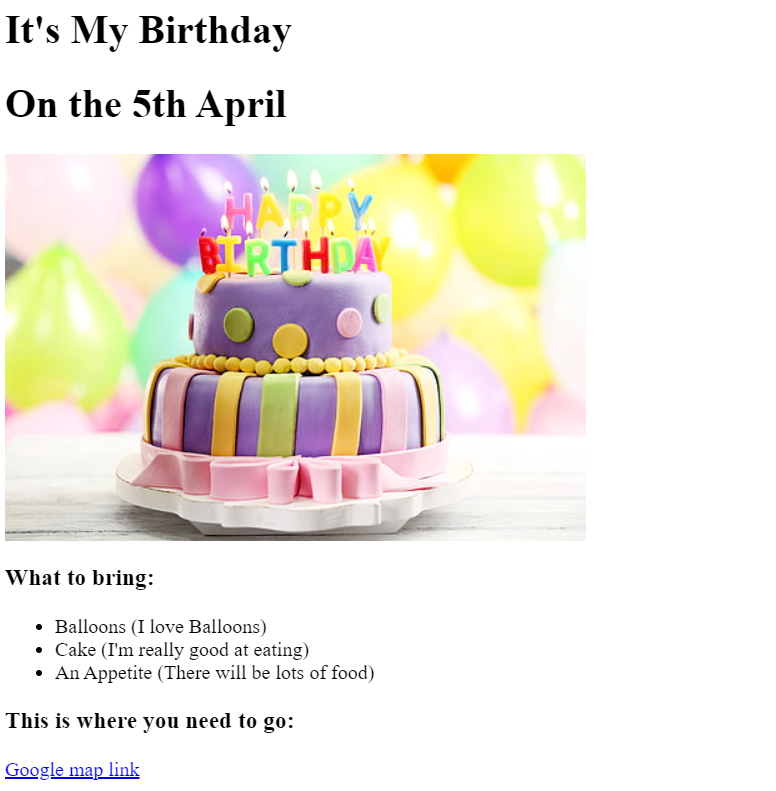 It's My Birthday
On the 5th April
HAPPY
BIRTHDAY
What to bring:
Balloons (I love Balloons)
Cake (I'm really good at eating)
An Appetite (There will be lots of food)
This is where you need to go:
Google map link